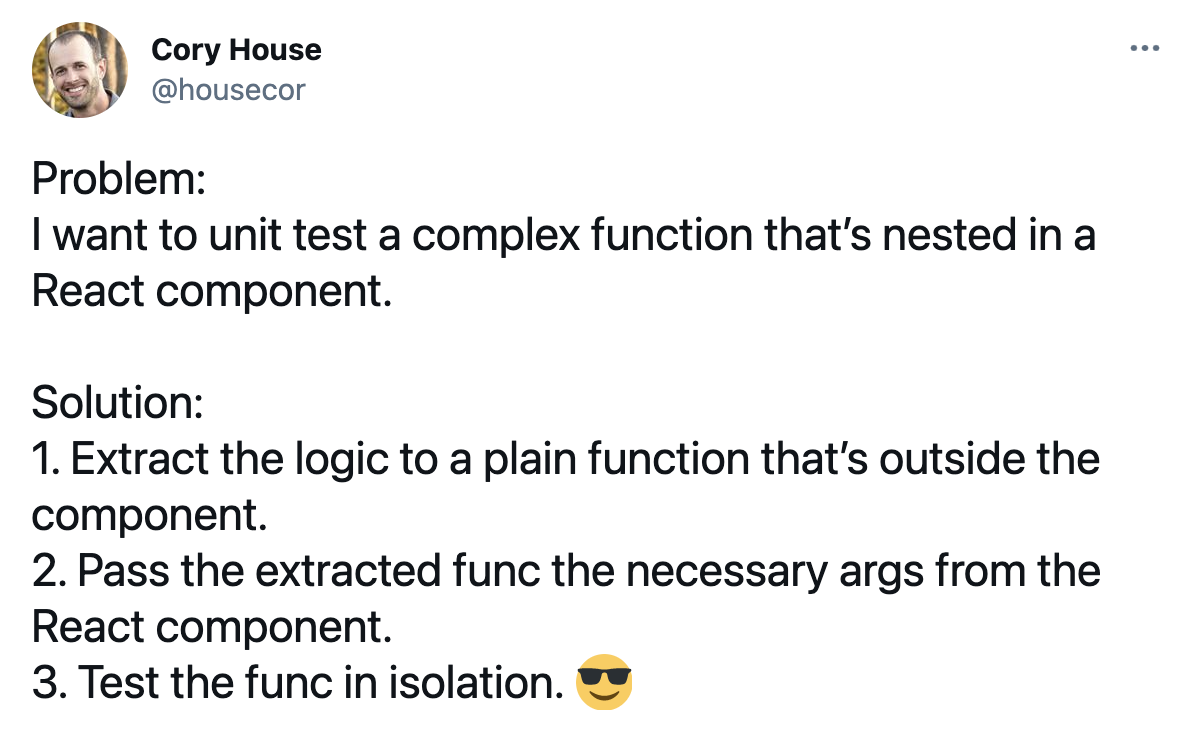 Cory House
@housecor
Problem:
I want to unit test a complex function that’s nested in a
React component.
Solution:
1. Extract the logic to a plain function that’s outside the
component.
2. Pass the extracted func the necessary args from the
React component.
3. Test the func in isolation. 😎